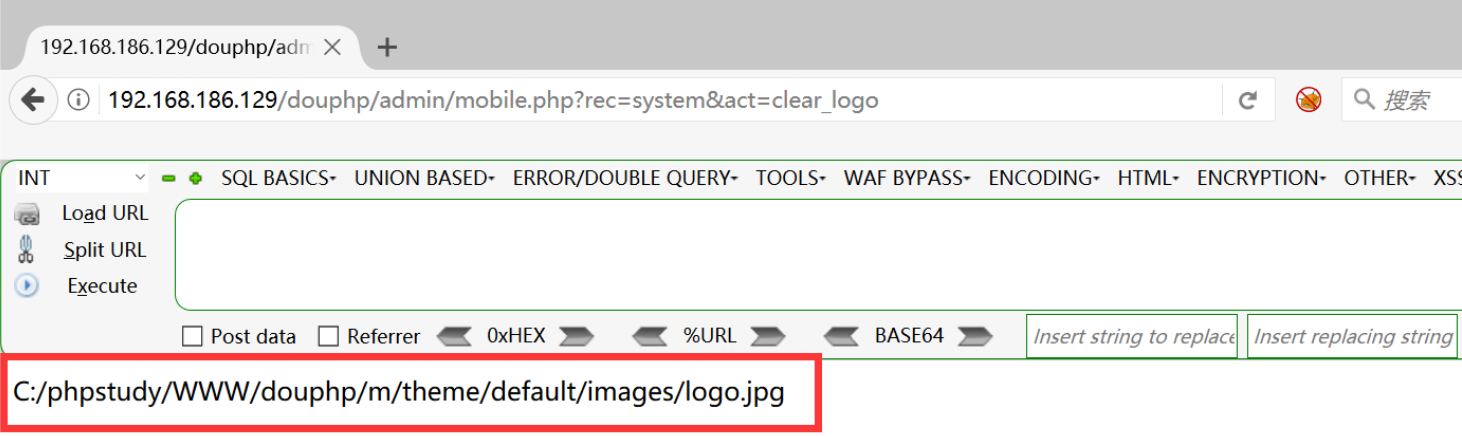 192.168.186.129/douphp/adm
192.168.186.129/douphp/admin/mobile.php?rec=system&act=clear_logo
搜索
INT SQL BASICS UNION BASED ERROR/DOUBLE QUERY TOOLS WAF BYPASS ENCODING HTML ENCRYPTION OTHER XSS
Load URL
Split URL
Execute
Post data Referrer 0xHEX %URL BASE64 Insert string to replace Insert replacing string
C:/phpstudy/WWW/douphp/m/theme/default/images/logo.jpg